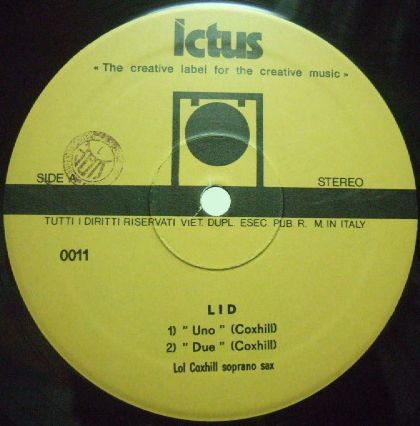 ictus
« The creative label for the creative music »
SIDE A
STEREO
TUTTI I DIRITTI RISERVATI VIET. DUPL. ESEC. PUB. R. M. IN ITALY
0011
LID
1) " Uno " (Coxhill)
2) " Due " (Coxhill)
Lol Coxhill soprano sax